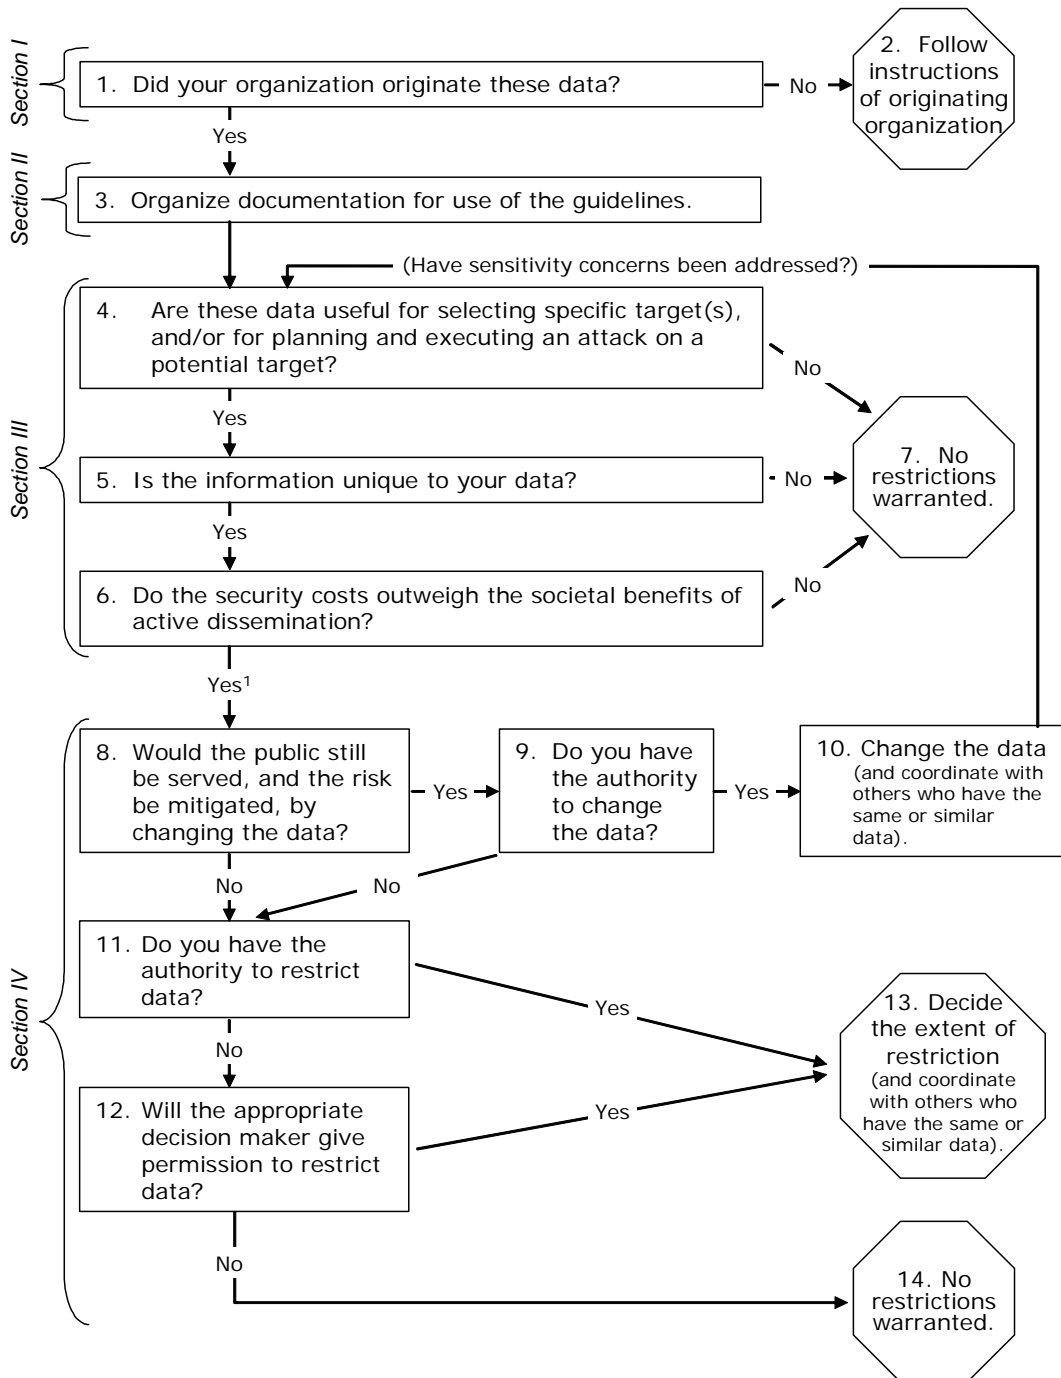 Section I
1. Did your organization originate these data?
No
2. Follow
instructions
of originating
organization
Yes
Section II
3. Organize documentation for use of the guidelines.
(Have sensitivity concerns been addressed?)
Section III
4. Are these data useful for selecting specific target(s),
and/or for planning and executing an attack on a
potential target?
No
Yes
5. Is the information unique to your data?
No
7. No
restrictions
warranted.
Yes
6. Do the security costs outweigh the societal benefits of
active dissemination?
No
Yes¹
Section IV
8. Would the public still
be served, and the risk
be mitigated, by
changing the data?
Yes
9. Do you have
the authority
to change
the data?
Yes
10. Change the data
(and coordinate with
others who have the
same or similar
data).
No
No
11. Do you have the
authority to restrict
data?
Yes
No
12. Will the appropriate
decision maker give
permission to restrict
data?
Yes
13. Decide
the extent of
restriction
(and coordinate
with others who
have the same or
similar data).
No
14. No
restrictions
warranted.